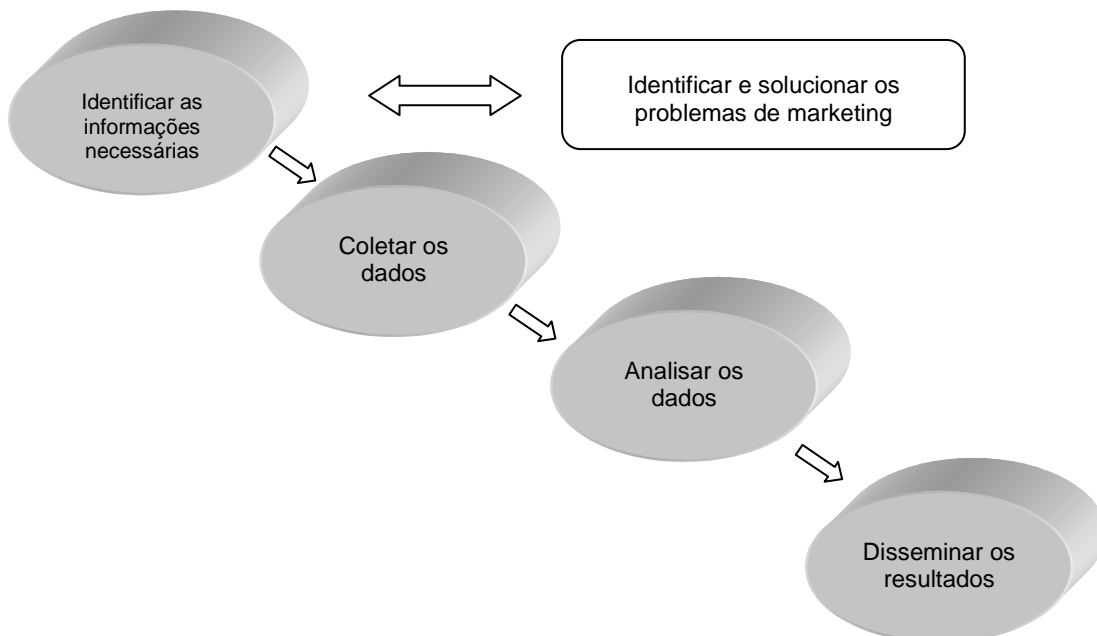 Identificar as
informações
necessárias
Identificar e solucionar os
problemas de marketing
Coletar os
dados
Analisar os
dados
Disseminar os
resultados